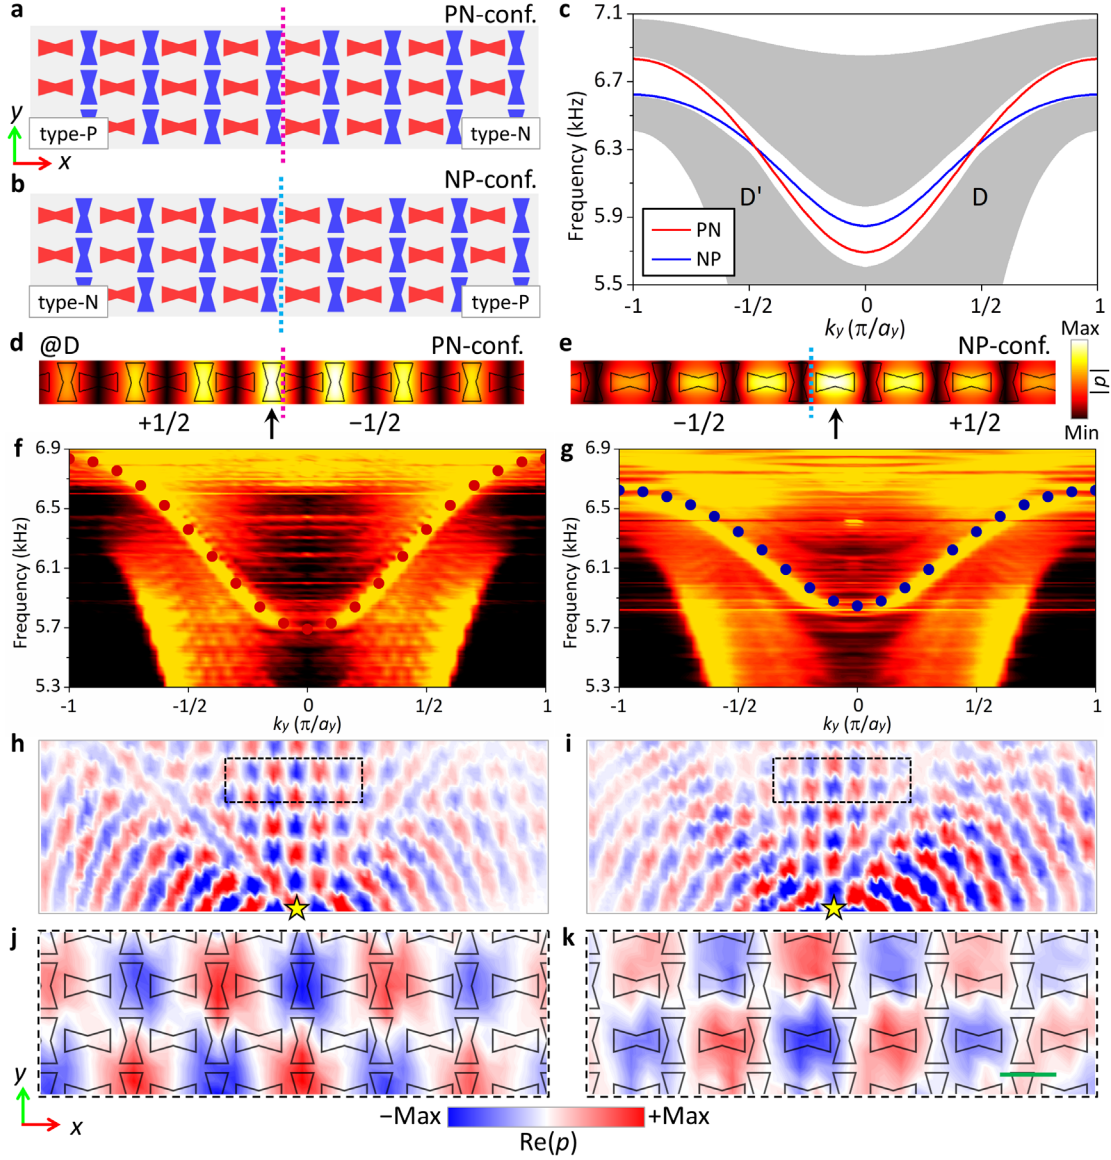 a
PN-conf.
type-P
type-N
y
x
b
NP-conf.
type-N
type-P
c
7.1
6.7
6.3
5.9
5.5
Frequency (kHz)
D'
D
PN
NP
-1
-1/2
0
1/2
1
ky (π/ay)
d
@D
PN-conf.
+1/2
−1/2
e
NP-conf.
−1/2
+1/2
Max
|p|
Min
f
6.9
6.5
6.1
5.7
5.3
Frequency (kHz)
-1
-1/2
0
1/2
1
ky (π/ay)
g
6.9
6.5
6.1
5.7
5.3
Frequency (kHz)
-1
-1/2
0
1/2
1
ky (π/ay)
h
i
j
k
y
x
−Max
+Max
Re(p)